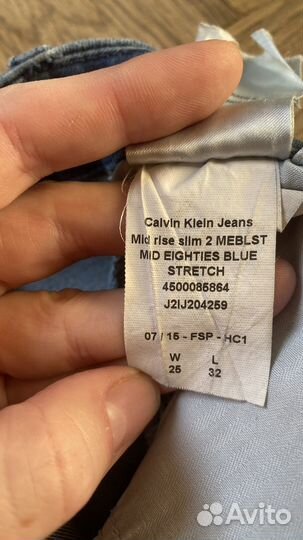 Calvin Klein Jeans
Mid rise slim 2 MEBLST
MID EIGHTIES BLUE
STRETCH
4500085864
J2IJ204259
07/15 - FSP - HC1
W L
25 32
Avito